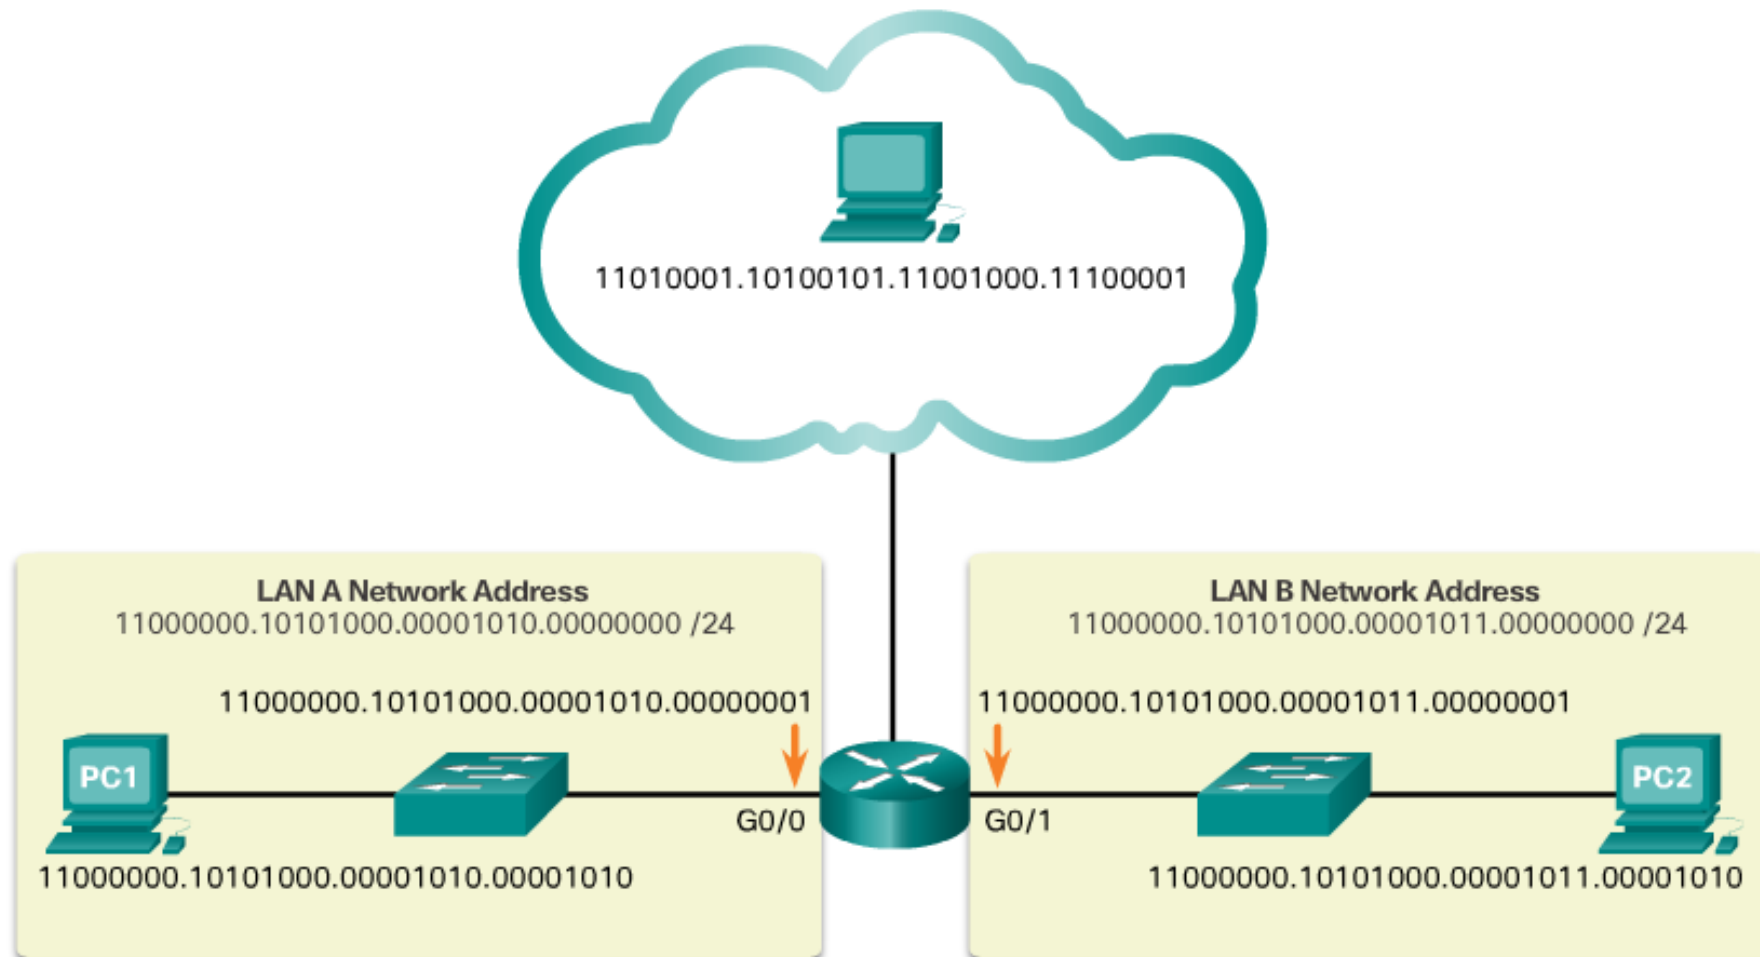 11010001.10100101.11001000.11100001
LAN A Network Address
11000000.10101000.00001010.00000000 /24
11000000.10101000.00001010.00000001
PC1
G0/0
11000000.10101000.00001010.00001010
LAN B Network Address
11000000.10101000.00001011.00000000 /24
11000000.10101000.00001011.00000001
G0/1
PC2
11000000.10101000.00001011.00001010